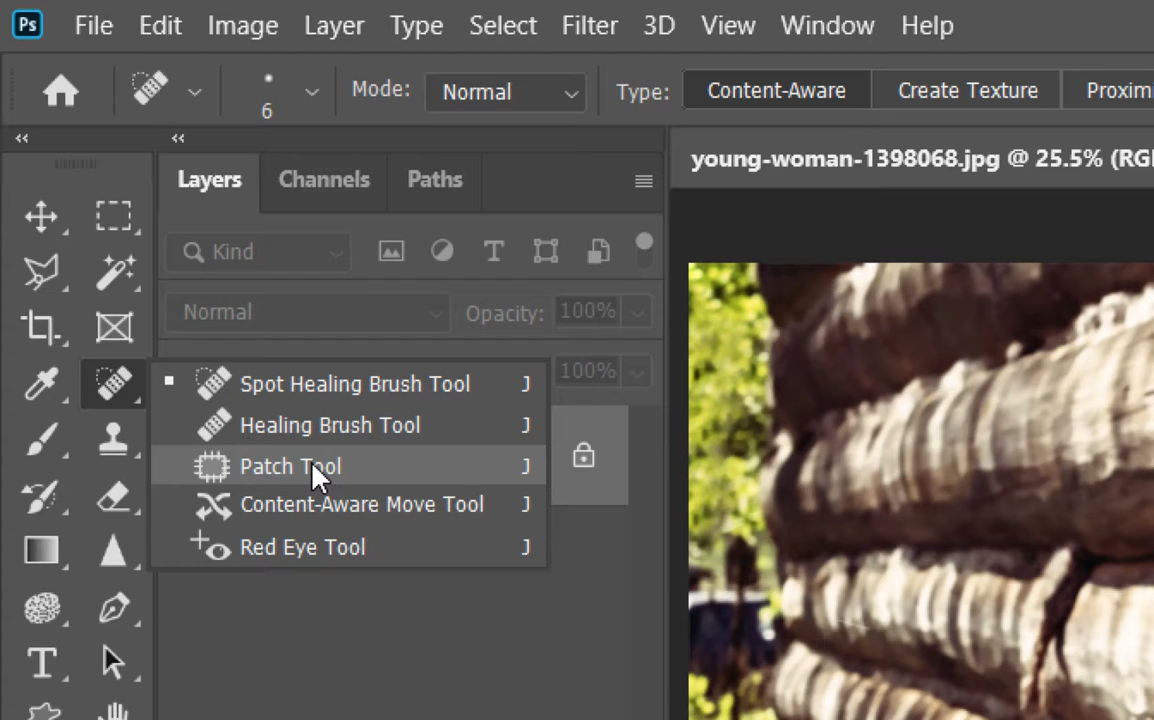 Ps File Edit Image Layer Type Select Filter 3D View Window Help
6 Mode: Normal Type: Content-Aware Create Texture Proxim
young-woman-1398068.jpg @ 25.5% (RG
Layers Channels Paths
Kind T
Normal Opacity: 100%
100%
Spot Healing Brush Tool J
Healing Brush Tool J
Patch Tool J
Content-Aware Move Tool J
Red Eye Tool J
T